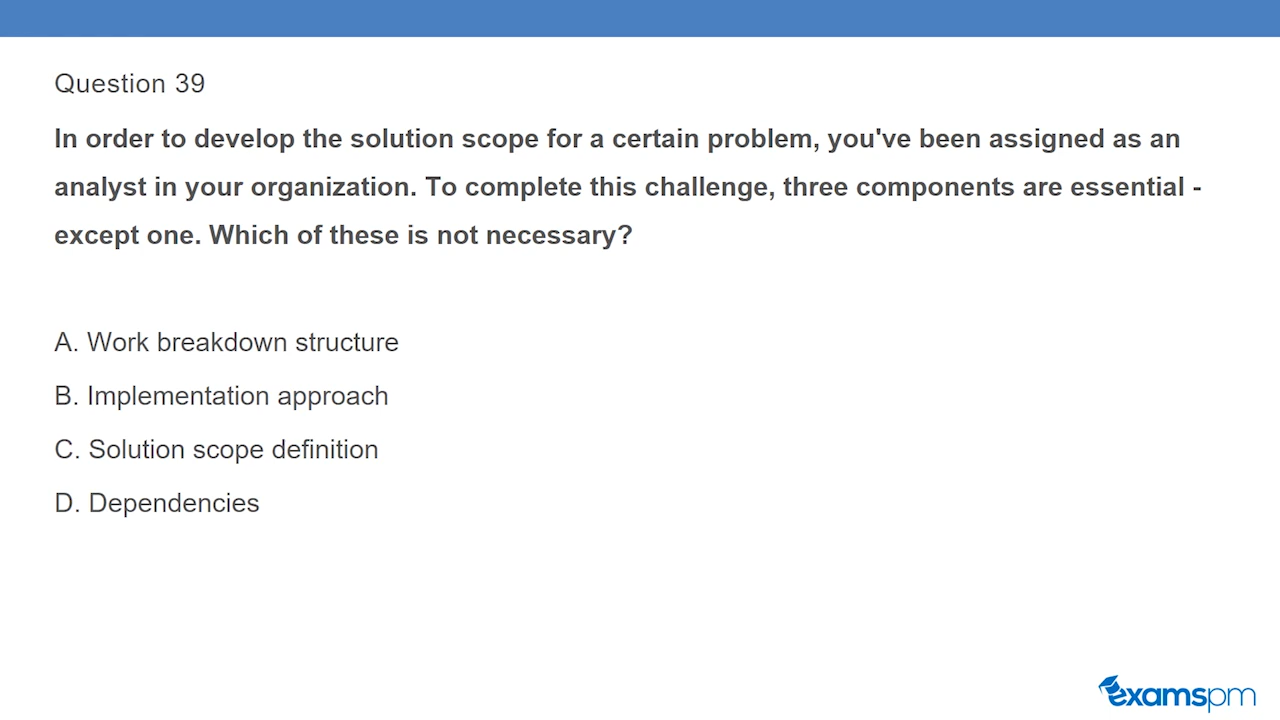 Question 39
In order to develop the solution scope for a certain problem, you've been assigned as an
analyst in your organization. To complete this challenge, three components are essential -
except one. Which of these is not necessary?
A. Work breakdown structure
B. Implementation approach
C. Solution scope definition
D. Dependencies
examspm